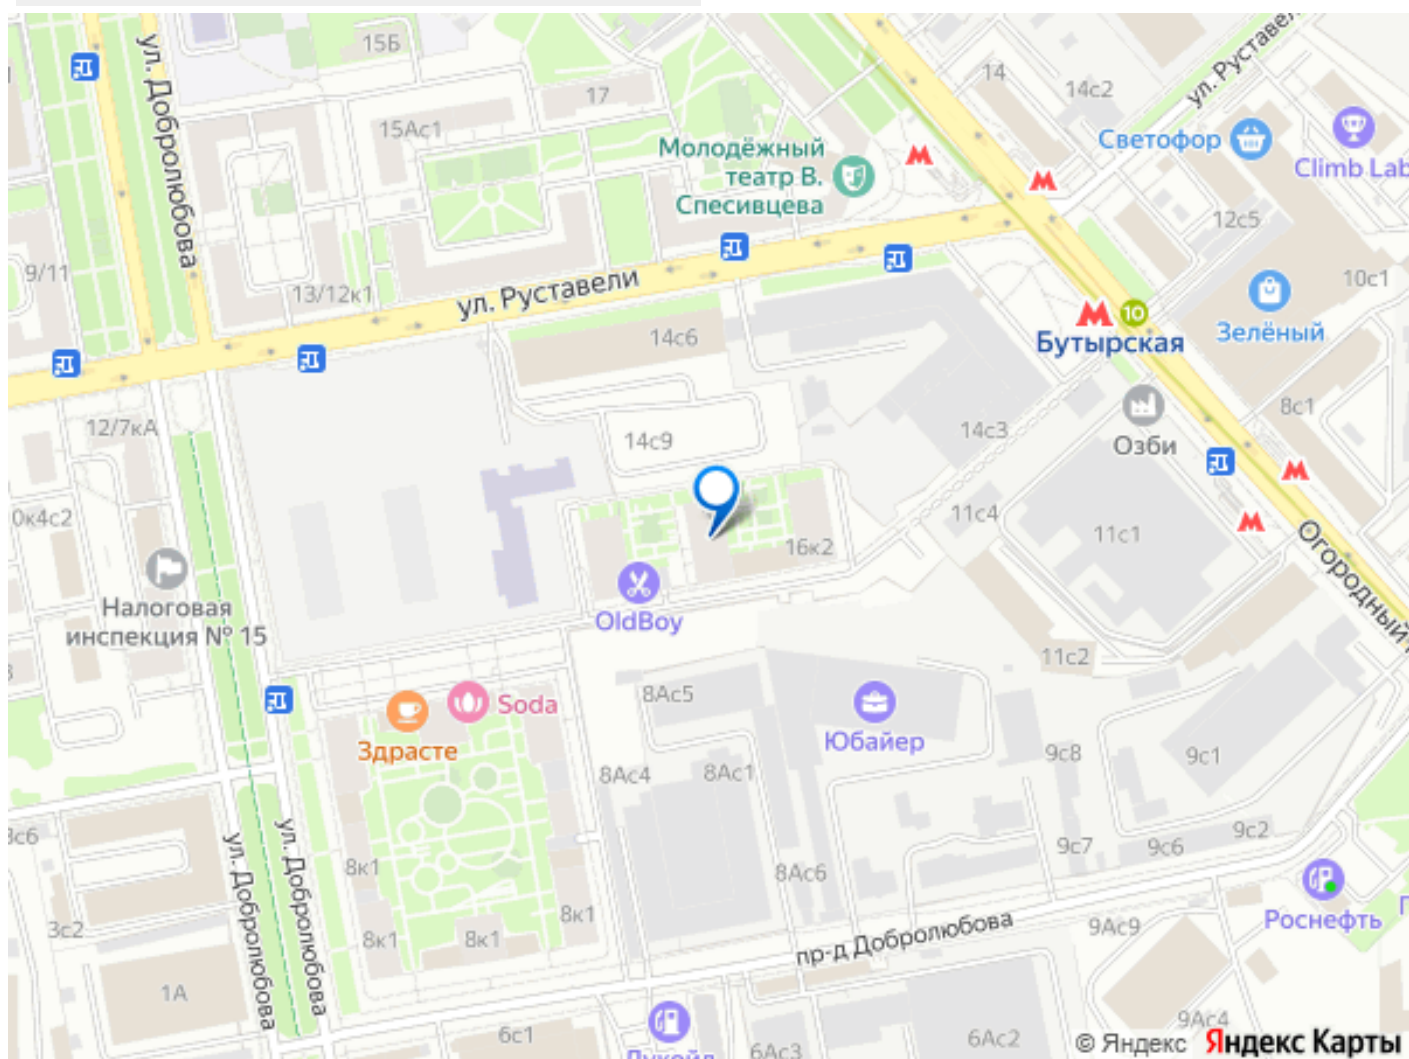 15Б
ул. Добролюбова
17
14
14с2
ул. Руставели
15Ас1
Молодёжный
театр В.
Спесивцева
Светофор
Climb Lab
12с5
9/11
13/12к1
ул. Руставели
10с1
10
Зелёный
Бутырская
14с6
8с1
12/7кА
14с9
14с3
Озби
0к4с2
11с4
11с1
16к2
Огородный
Налоговая
инспекция № 15
OldBoy
11с2
8Ас5
Soda
Здрасте
Юбайер
9с8
9с1
8Ас4
8Ас1
3с6
ул. Добролюбова
ул. Добролюбова
9с2
9с7
9с6
8к1
8Ас6
8к1
Роснефть
3с2
8к1
8к1
пр-д Добролюбова
9Ас9
1А
6с1
9Ас4
6Ас2
6Ас3
Лукойл
© Яндекс Яндекс Карты